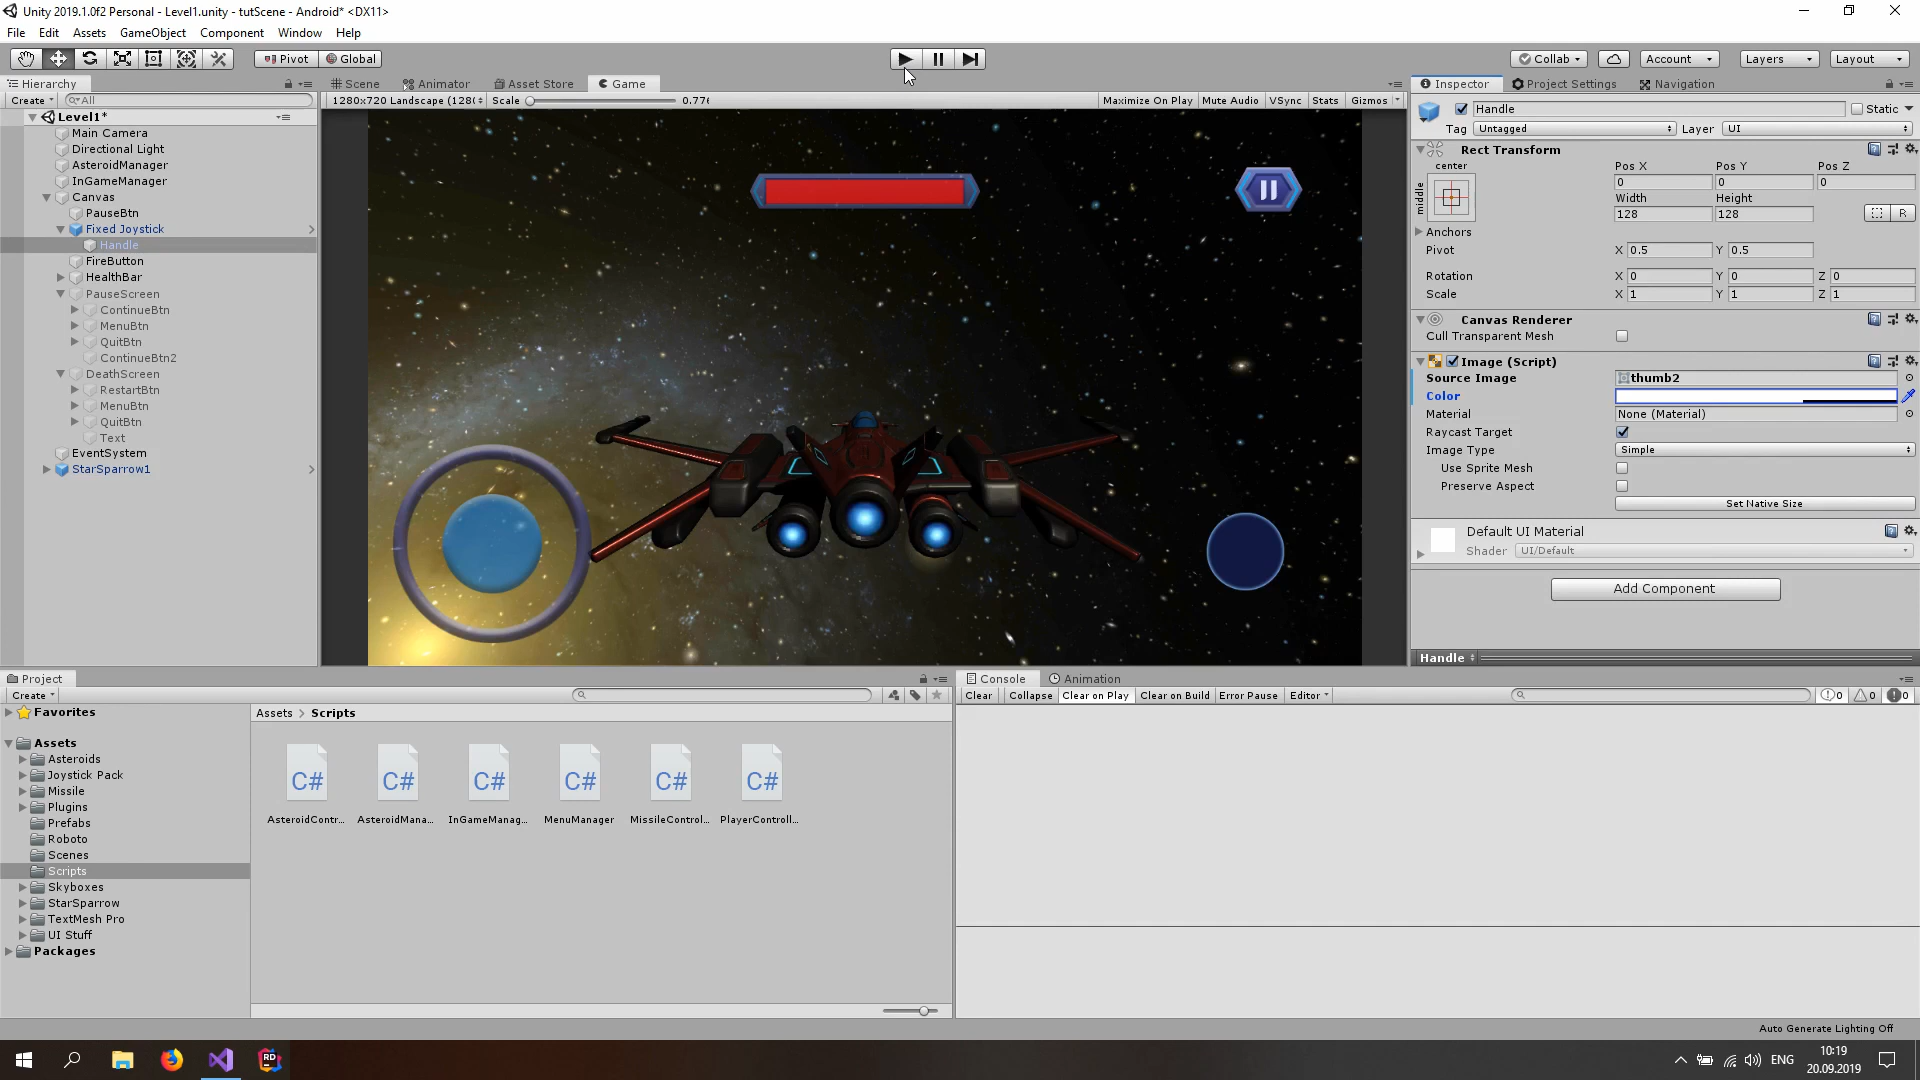 Unity 2019.1.0f2 Personal - Level1.unity - tutScene - Android* <DX11>
File Edit Assets GameObject Component Window Help
Pivot Global Collab Account Layers Layout
Hierarchy
Create All
Level1*
Main Camera
Directional Light
AsteroidManager
InGameManager
Canvas
PauseBtn
Fixed Joystick
Handle
FireButton
HealthBar
PauseScreen
ContinueBtn
MenuBtn
QuitBtn
ContinueBtn2
DeathScreen
RestartBtn
MenuBtn
QuitBtn
Text
EventSystem
StarSparrow1
Scene Animator Asset Store Game
1280x720 Landscape (128( Scale 0.776 Maximize On Play Mute Audio VSync Stats Gizmos
Inspector Project Settings Navigation
Handle Static
Tag Untagged Layer UI
Rect Transform
center
middle
Pos X Pos Y Pos Z
0 0 0
Width Height
128 128 R
Anchors
Pivot X 0.5 Y 0.5
Rotation X 0 Y 0 Z 0
Scale X 1 Y 1 Z 1
Canvas Renderer
Cull Transparent Mesh
Image (Script)
Source Image thumb2
Color
Material None (Material)
Raycast Target
Image Type Simple
Use Sprite Mesh
Preserve Aspect
Set Native Size
Default UI Material
Shader UI/Default
Add Component
Handle
Project
Create
Favorites
Assets
Asteroids
Joystick Pack
Missile
Plugins
Prefabs
Roboto
Scenes
Scripts
Skyboxes
StarSparrow
TextMesh Pro
UI Stuff
Packages
Assets > Scripts
C# C# C# C# C# C#
AsteroidContr... AsteroidMana... InGameManag... MenuManager MissileControl... PlayerControll...
Console Animation
Clear Collapse Clear on Play Clear on Build Error Pause Editor 0 0 0
Auto Generate Lighting Off
RD
ENG
10:19
20.09.2019